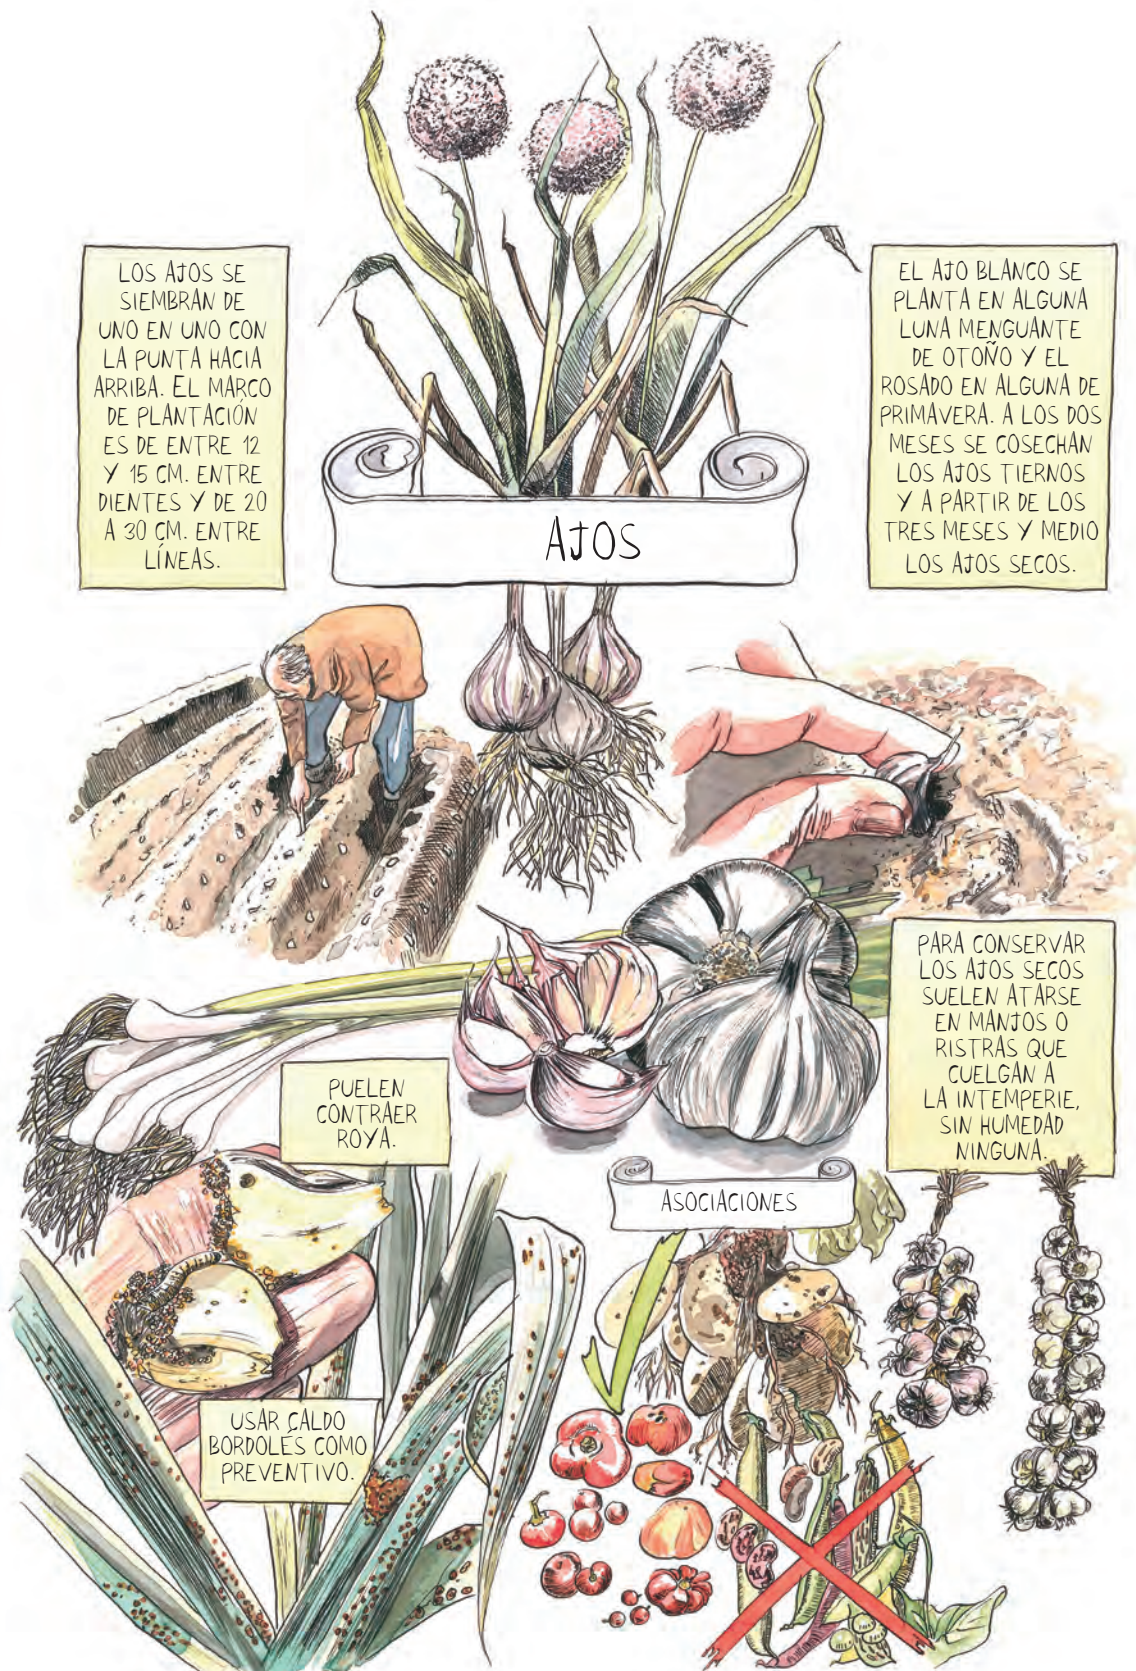 LOS AJOS SE
SIEMBRAN DE
UNO EN UNO CON
LA PUNTA HACIA
ARRIBA. EL MARCO
DE PLANTACIÓN
ES DE ENTRE 12
Y 15 CM. ENTRE
DIENTES Y DE 20
A 30 CM. ENTRE
LÍNEAS.
EL AJO BLANCO SE
PLANTA EN ALGUNA
LUNA MENGUANTE
DE OTOÑO Y EL
ROSADO EN ALGUNA DE
PRIMAVERA. A LOS DOS
MESES SE COSECHAN
LOS AJOS TIERNOS
Y A PARTIR DE LOS
TRES MESES Y MEDIO
LOS AJOS SECOS.
AJOS
PARA CONSERVAR
LOS AJOS SECOS
SUELEN ATARSE
EN MANJOS O
RISTRAS QUE
CUELGAN A
LA INTEMPERIE,
SIN HUMEDAD
NINGUNA.
PUELEN
CONTRAER
ROYA.
ASOCIACIONES
USAR CALDO
BORDOLÉS COMO
PREVENTIVO.